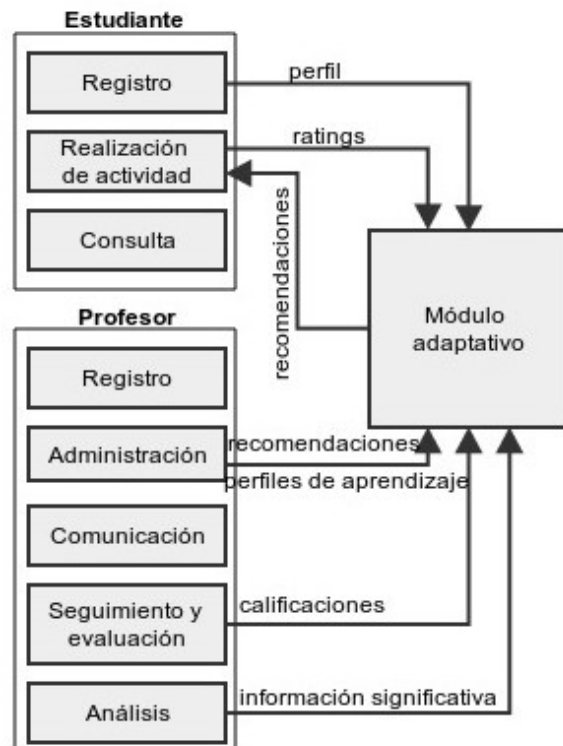 Estudiante
Registro
perfil
Realización
de actividad
ratings
recomendaciones
Consulta
Módulo
adaptativo
Profesor
Registro
Administración
recomendaciones
perfiles de aprendizaje
Comunicación
Seguimiento y
evaluación
calificaciones
Análisis
información significativa